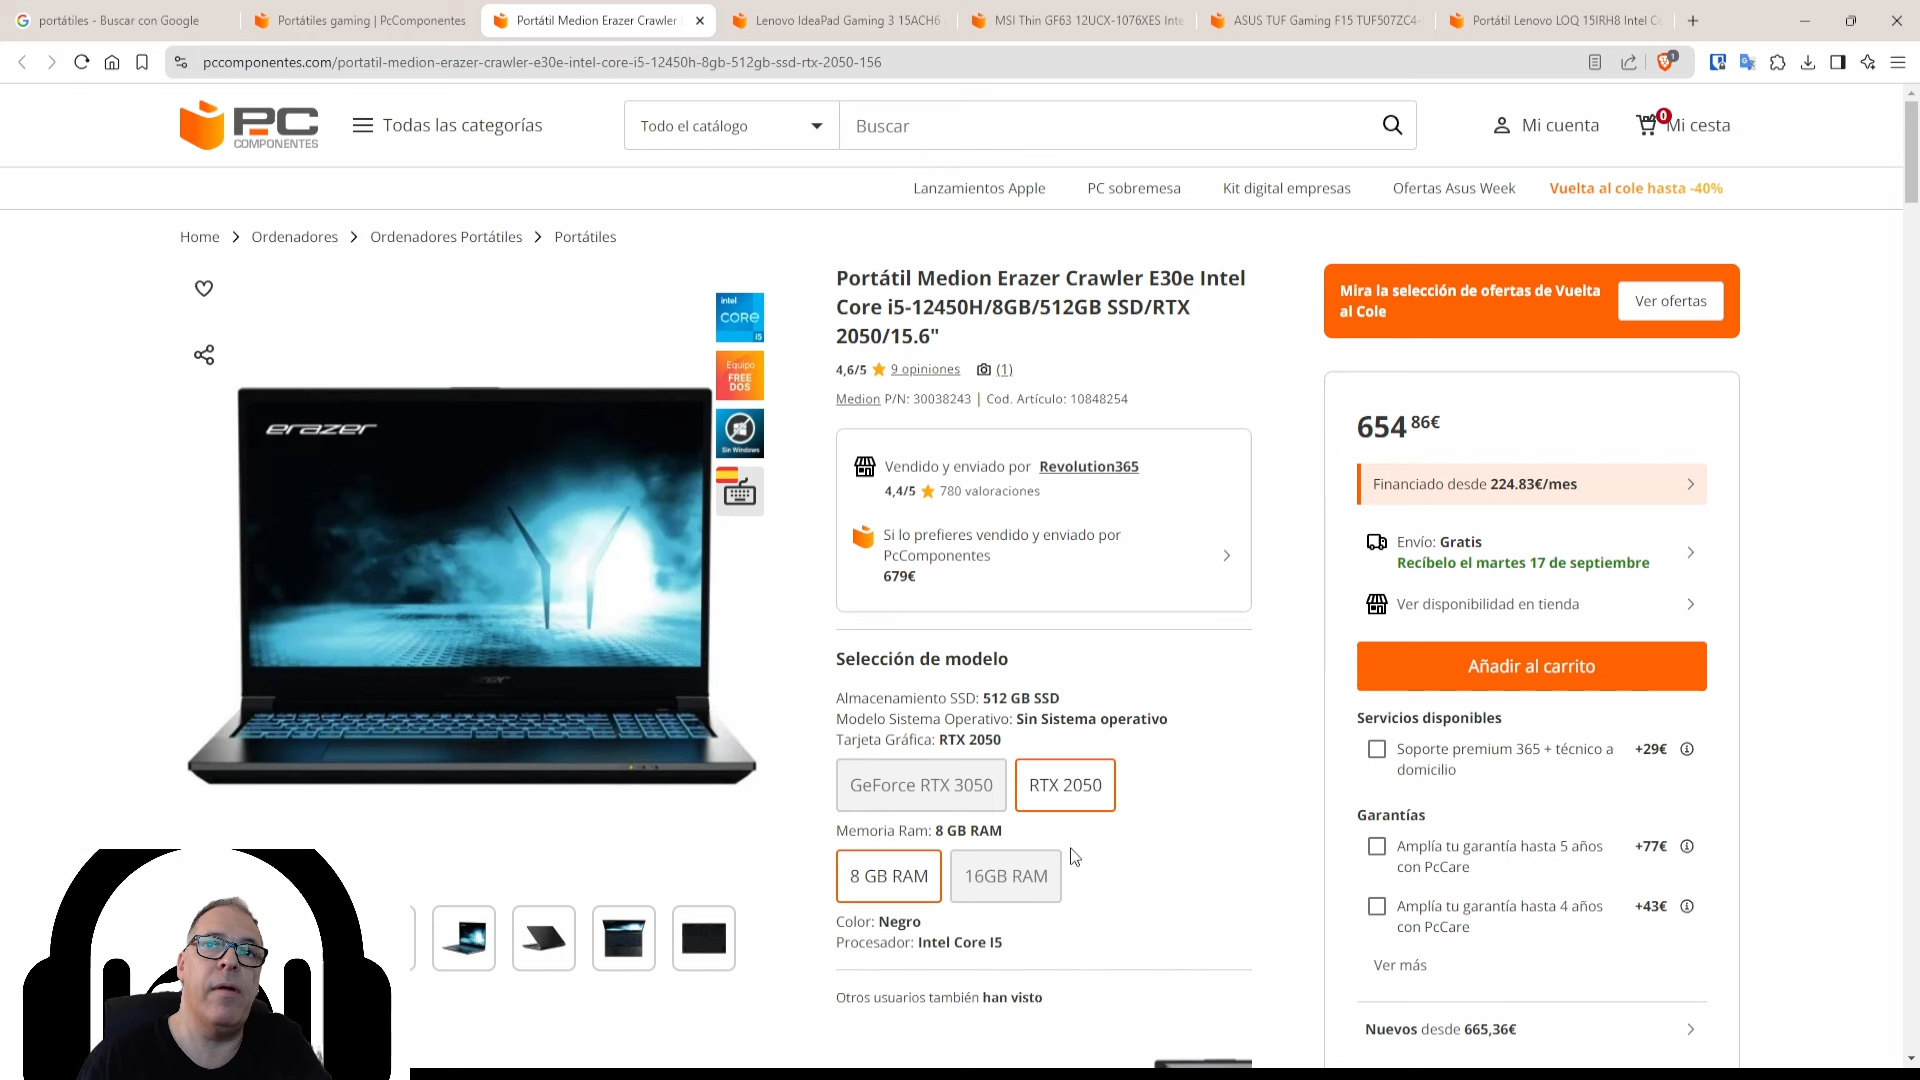 portátiles - Buscar con Google
Portátiles gaming | PcComponentes
Portátil Medion Erazer Crawler
Lenovo IdeaPad Gaming 3 15ACH6
MSI Thin GF63 12UCX-1076XES Inte
ASUS TUF Gaming F15 TUF507ZC4-
Portátil Lenovo LOQ 15IRH8 Intel Co
pccomponentes.com/portatil-medion-erazer-crawler-e30e-intel-core-i5-12450h-8gb-512gb-ssd-rtx-2050-156
1
PC
COMPONENTES
Todas las categorías
Todo el catálogo
Buscar
Mi cuenta
0
Mi cesta
Lanzamientos Apple
PC sobremesa
Kit digital empresas
Ofertas Asus Week
Vuelta al cole hasta -40%
Home
Ordenadores
Ordenadores Portátiles
Portátiles
erazer
intel
CORE
i5
Equipo
FREE
DOS
Sin Windows
Portátil Medion Erazer Crawler E30e Intel
Core i5-12450H/8GB/512GB SSD/RTX
2050/15.6"
4,6/5
9 opiniones
(1)
Medion P/N: 30038243 | Cod. Artículo: 10848254
Vendido y enviado por Revolution365
4,4/5
780 valoraciones
Si lo prefieres vendido y enviado por
PcComponentes
679€
Selección de modelo
Almacenamiento SSD: 512 GB SSD
Modelo Sistema Operativo: Sin Sistema operativo
Tarjeta Gráfica: RTX 2050
GeForce RTX 3050
RTX 2050
Memoria Ram: 8 GB RAM
8 GB RAM
16GB RAM
Color: Negro
Procesador: Intel Core I5
Otros usuarios también han visto
Mira la selección de ofertas de Vuelta
al Cole
Ver ofertas
654 86€
Financiado desde 224.83€/mes
Envío: Gratis
Recíbelo el martes 17 de septiembre
Ver disponibilidad en tienda
Añadir al carrito
Servicios disponibles
Soporte premium 365 + técnico a
domicilio
+29€
Garantías
Amplía tu garantía hasta 5 años
con PcCare
+77€
Amplía tu garantía hasta 4 años
con PcCare
+43€
Ver más
Nuevos desde 665,36€